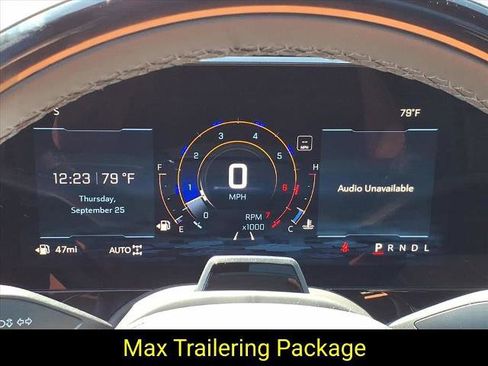 S
79°F
12:23 | 79 °F
Thursday,
September 25
47mi
AUTO
F
E
0
1
2
3
4
5
6
7
0
MPH
RPM
x1000
--
MPH
H
C
Audio Unavailable
P R N D L
Max Trailering Package